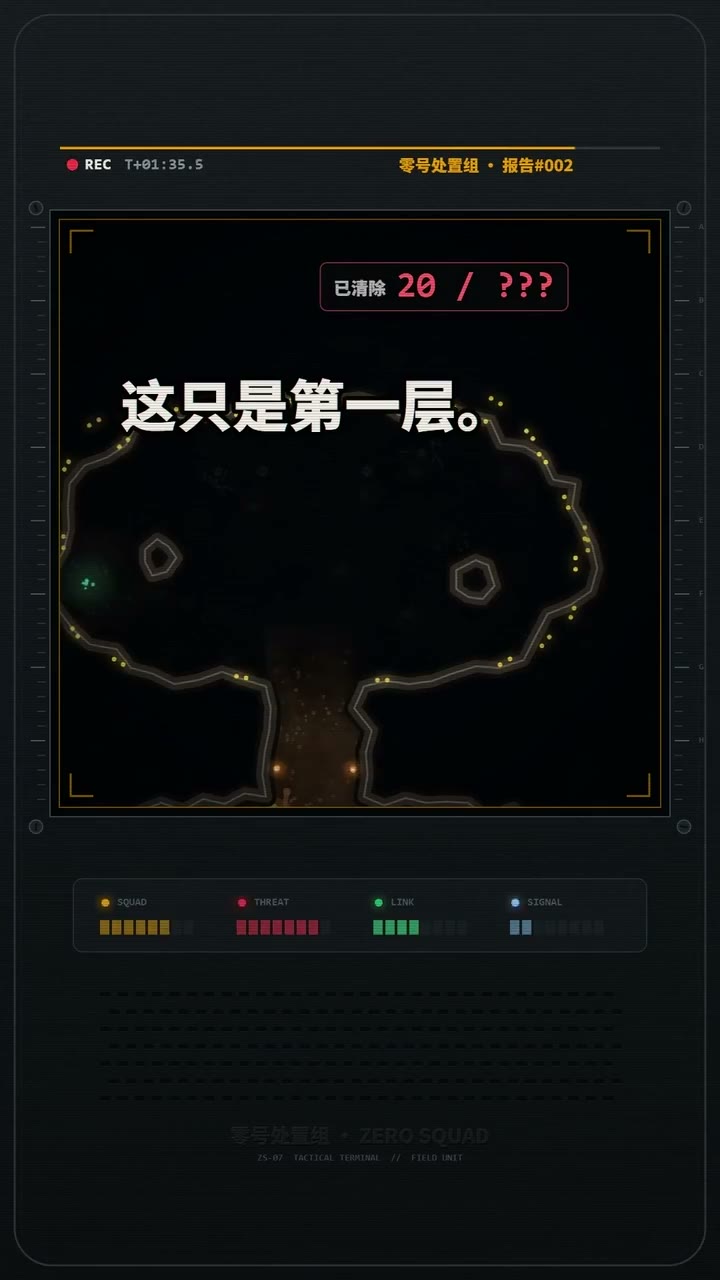 REC T+01:35.5 零号处置组 · 报告#002
已清除 20 / ???
这只是第一层。
SQUAD THREAT LINK SIGNAL
零号处置组 · ZERO SQUAD
ZS-07 TACTICAL TERMINAL // FIELD UNIT